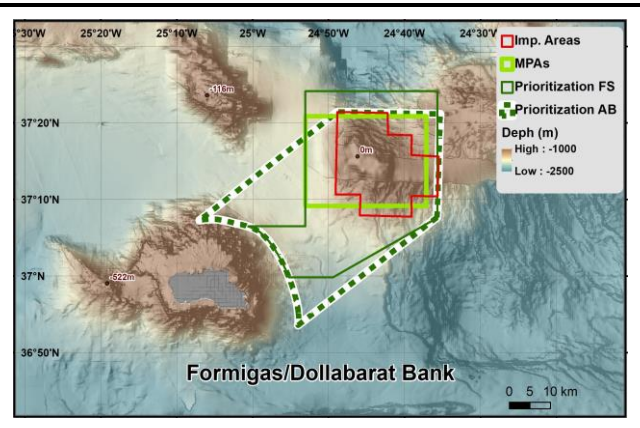 °30'W 25°20'W 25°10'W 25°W 24°50'W 24°40'W 24°30'
Imp. Areas
MPAs
Prioritization FS
Prioritization AB
Deph (m)
High : -1000
Low : -2500
-116m
37°20'N
0m
37°10'N
37°N
-522m
36°50'N
Formigas/Dollabarat Bank
0 5 10 km